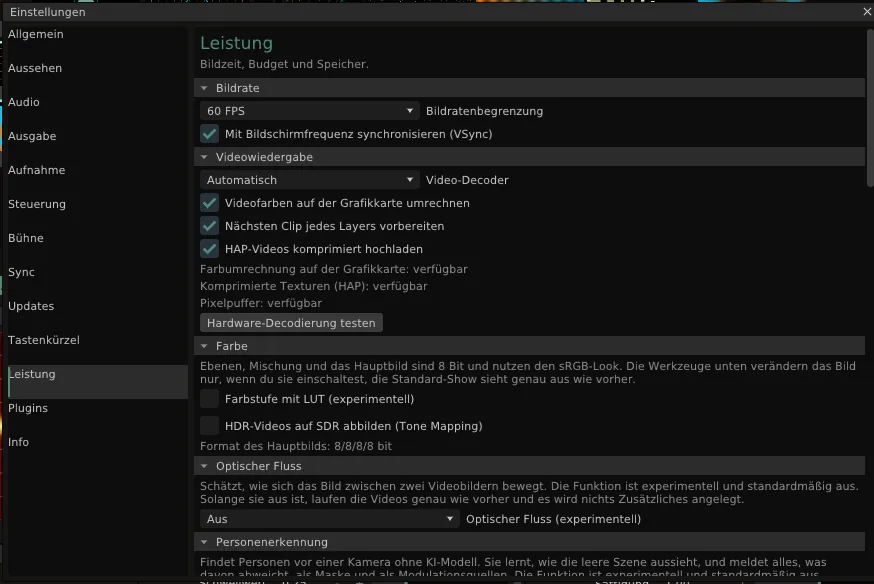 Einstellungen
Allgemein
Aussehen
Audio
Ausgabe
Aufnahme
Steuerung
Bühne
Sync
Updates
Tastenkürzel
Leistung
Plugins
Info
Leistung
Bildzeit, Budget und Speicher.
Bildrate
60 FPS Bildratenbegrenzung
Mit Bildschirmfrequenz synchronisieren (VSync)
Videowiedergabe
Automatisch Video-Decoder
Videofarben auf der Grafikkarte umrechnen
Nächsten Clip jedes Layers vorbereiten
HAP-Videos komprimiert hochladen
Farbumrechnung auf der Grafikkarte: verfügbar
Komprimierte Texturen (HAP): verfügbar
Pixelpuffer: verfügbar
Hardware-Decodierung testen
Farbe
Ebenen, Mischung und das Hauptbild sind 8 Bit und nutzen den sRGB-Look. Die Werkzeuge unten verändern das Bild
nur, wenn du sie einschaltest, die Standard-Show sieht genau aus wie vorher.
Farbstufe mit LUT (experimentell)
HDR-Videos auf SDR abbilden (Tone Mapping)
Format des Hauptbilds: 8/8/8/8 bit
Optischer Fluss
Schätzt, wie sich das Bild zwischen zwei Videobildern bewegt. Die Funktion ist experimentell und standardmäßig aus.
Solange sie aus ist, laufen die Videos genau wie vorher und es wird nichts Zusätzliches angelegt.
Aus Optischer Fluss (experimentell)
Personenerkennung
Findet Personen vor einer Kamera ohne KI-Modell. Sie lernt, wie die leere Szene aussieht, und meldet alles, was
davon abweicht, als Maske und als Modulationsquellen. Die Funktion ist experimentell und standardmäßig aus.